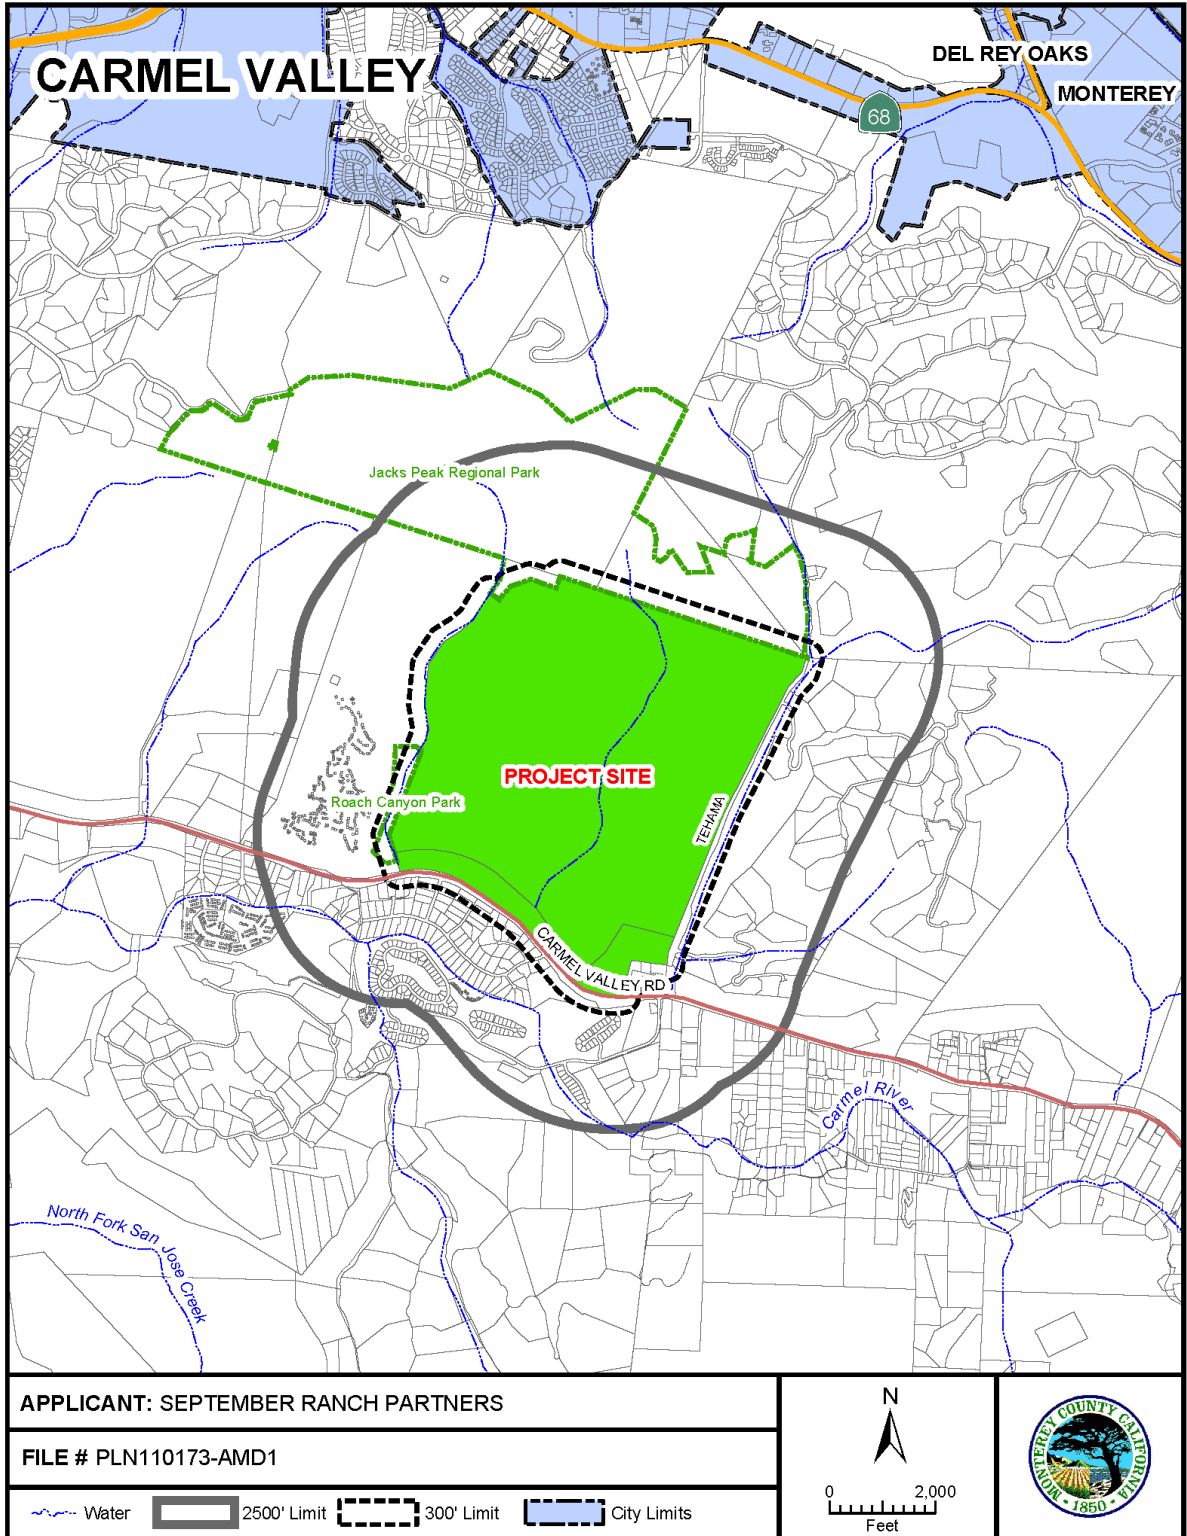 CARMEL VALLEY
DEL REY OAKS
MONTEREY
68
Jacks Peak Regional Park
PROJECT SITE
Roach Canyon Park
TEHAMA
CARMEL VALLEY RD
Carmel River
North Fork San Jose Creek
APPLICANT: SEPTEMBER RANCH PARTNERS
FILE # PLN110173-AMD1
Water
2500' Limit
300' Limit
City Limits
N
0 2,000
Feet
MONTEREY COUNTY CALIFORNIA
1850